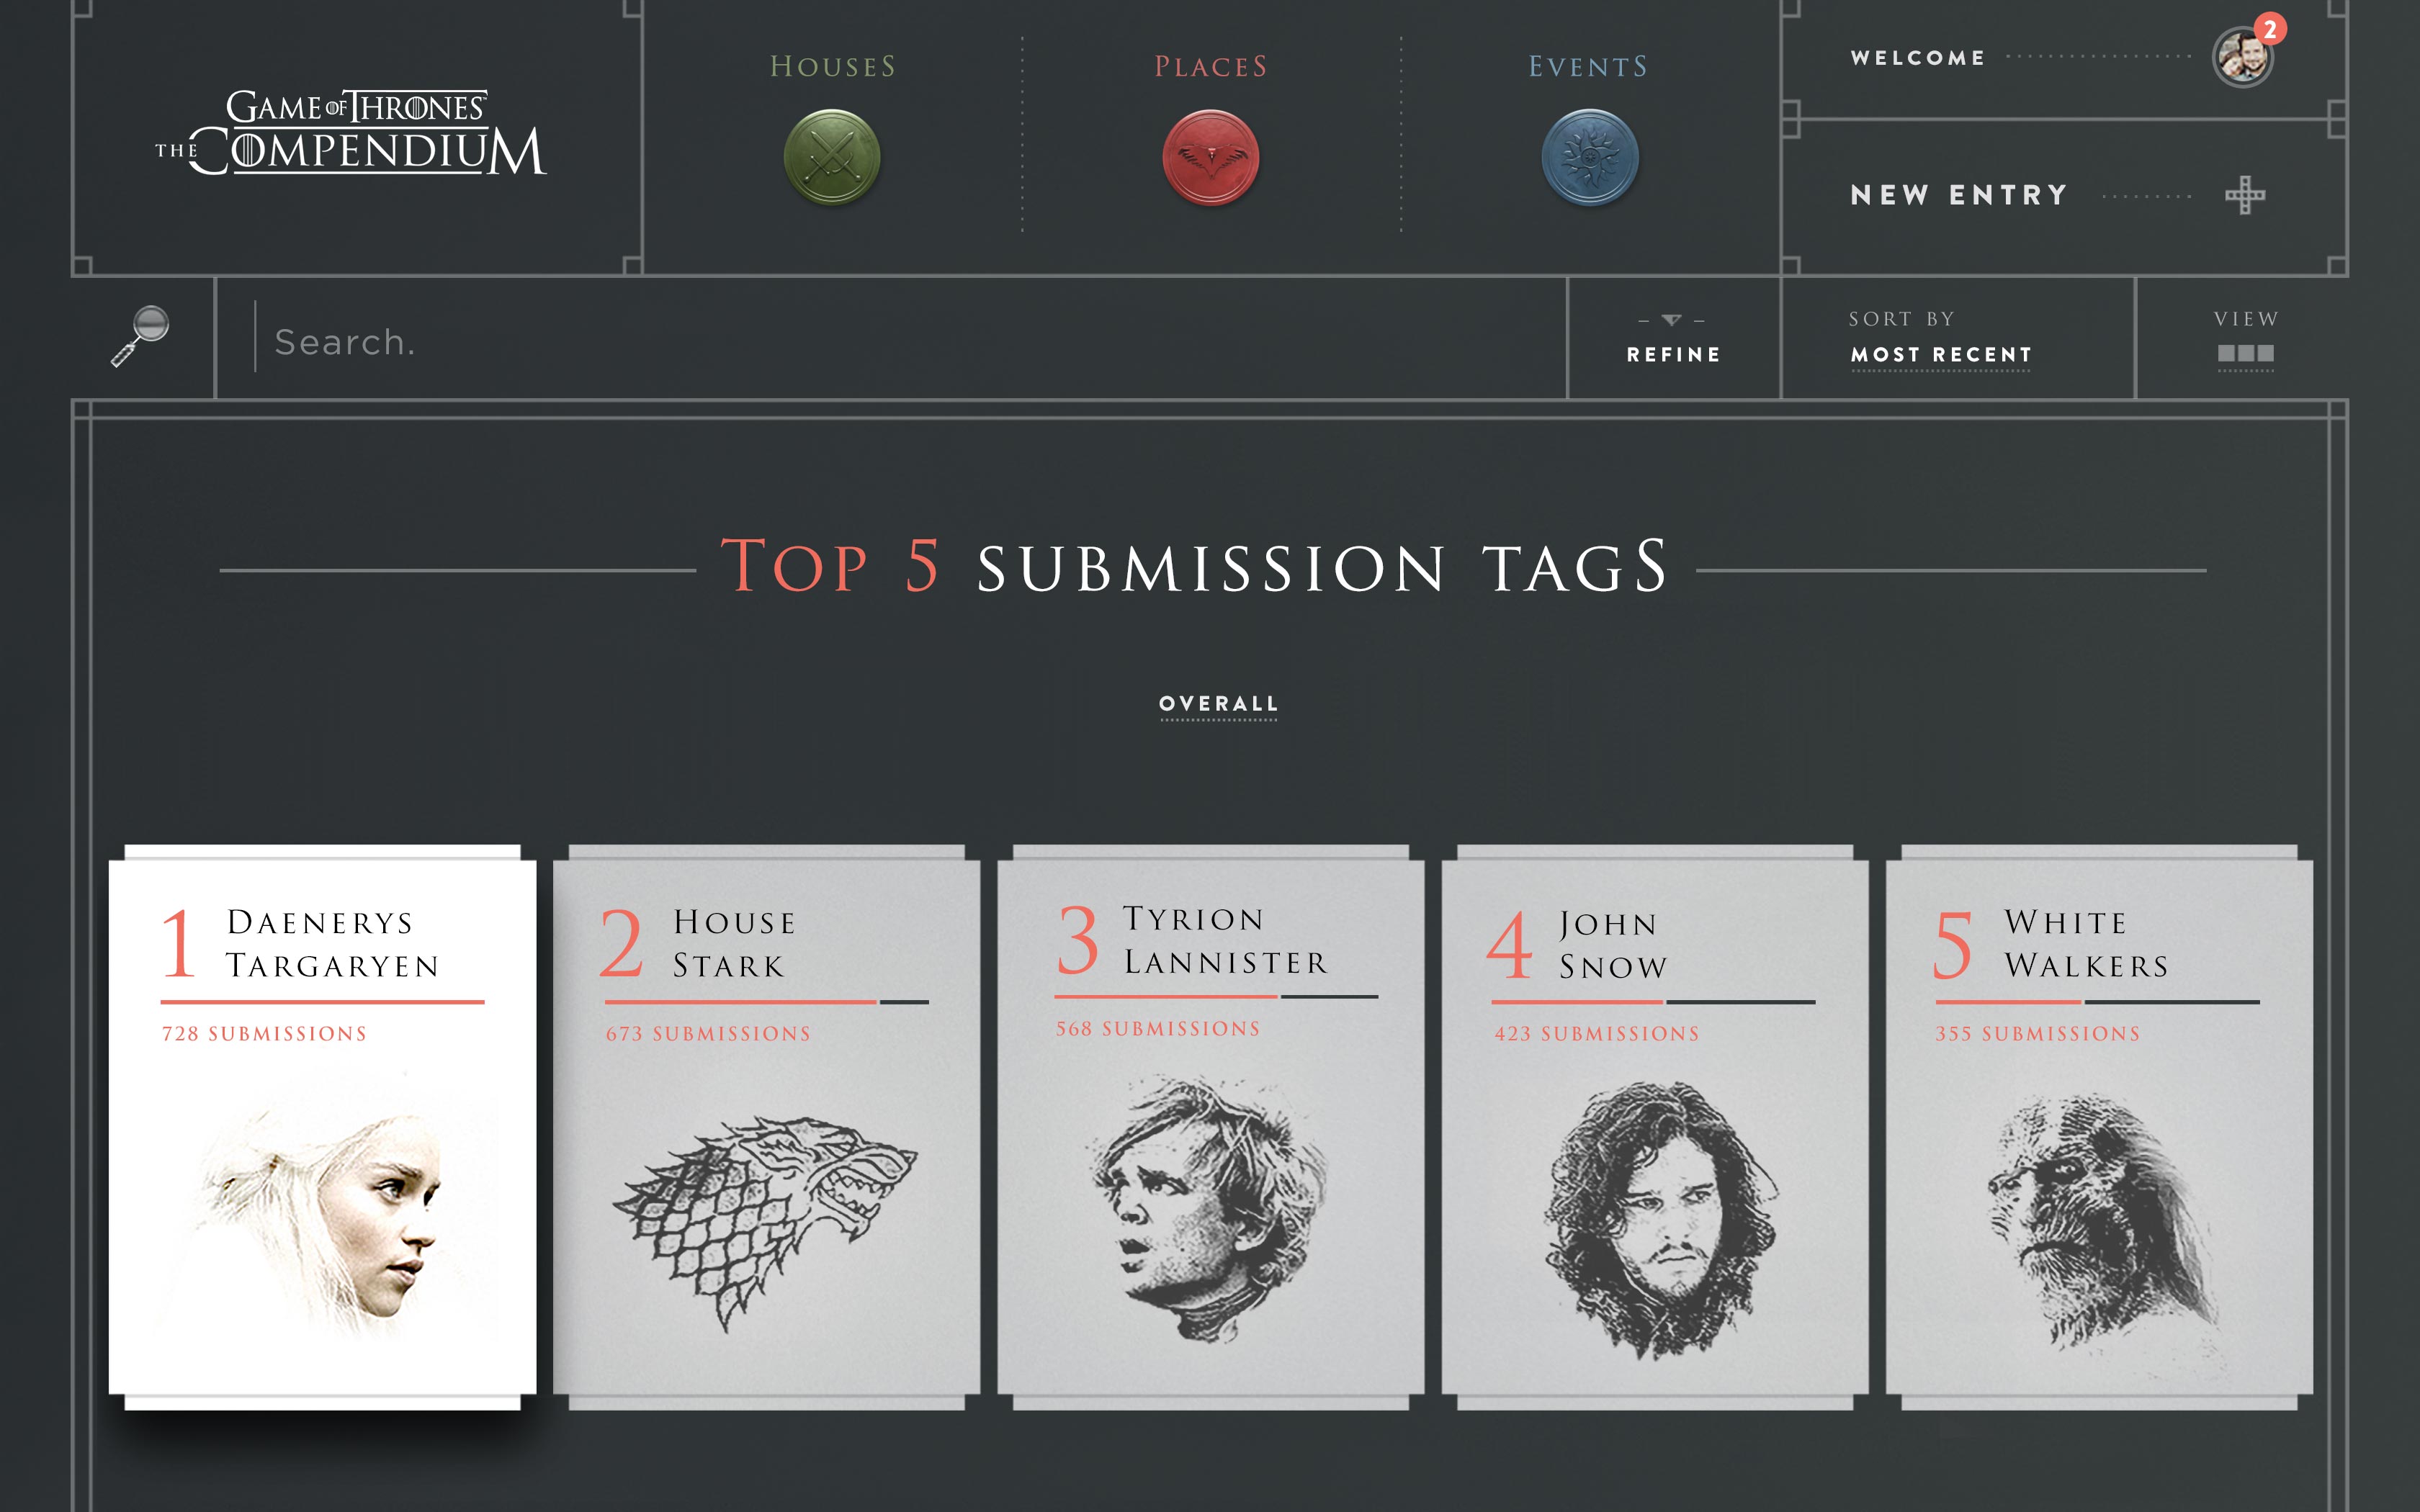 GAME OF THRONES
THE COMPENDIUM
HOUSES
PLACES
EVENTS
WELCOME
2
NEW ENTRY
Search.
REFINE
SORT BY
MOST RECENT
VIEW
TOP 5 SUBMISSION TAGS
OVERALL
1 DAENERYS
TARGARYEN
728 SUBMISSIONS
2 HOUSE
STARK
673 SUBMISSIONS
3 TYRION
LANNISTER
568 SUBMISSIONS
4 JOHN
SNOW
423 SUBMISSIONS
5 WHITE
WALKERS
355 SUBMISSIONS